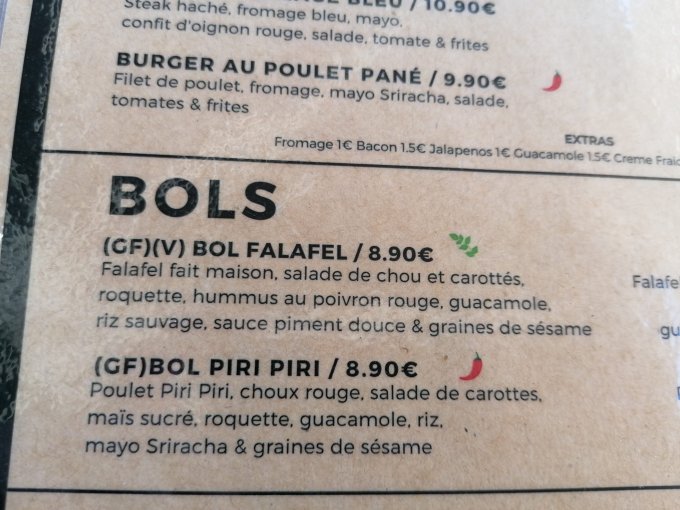 BLEU / 10.90€
Steak haché, fromage bleu, mayo,
confit d'oignon rouge, salade, tomate & frites
BURGER AU POULET PANÉ / 9.90€
Filet de poulet, fromage, mayo Sriracha, salade,
tomates & frites
EXTRAS
Fromage 1€ Bacon 1.5€ Jalapenos 1€ Guacamole 1.5€ Creme
BOLS
(GF)(V) BOL FALAFEL / 8.90€
Falafel fait maison, salade de chou et carottés,
roquette, hummus au poivron rouge, guacamole,
riz sauvage, sauce piment douce & graines de sésame
(GF)BOL PIRI PIRI / 8.90€
Poulet Piri Piri, choux rouge, salade de carottes,
maïs sucré, roquette, guacamole, riz,
mayo Sriracha & graines de sésame